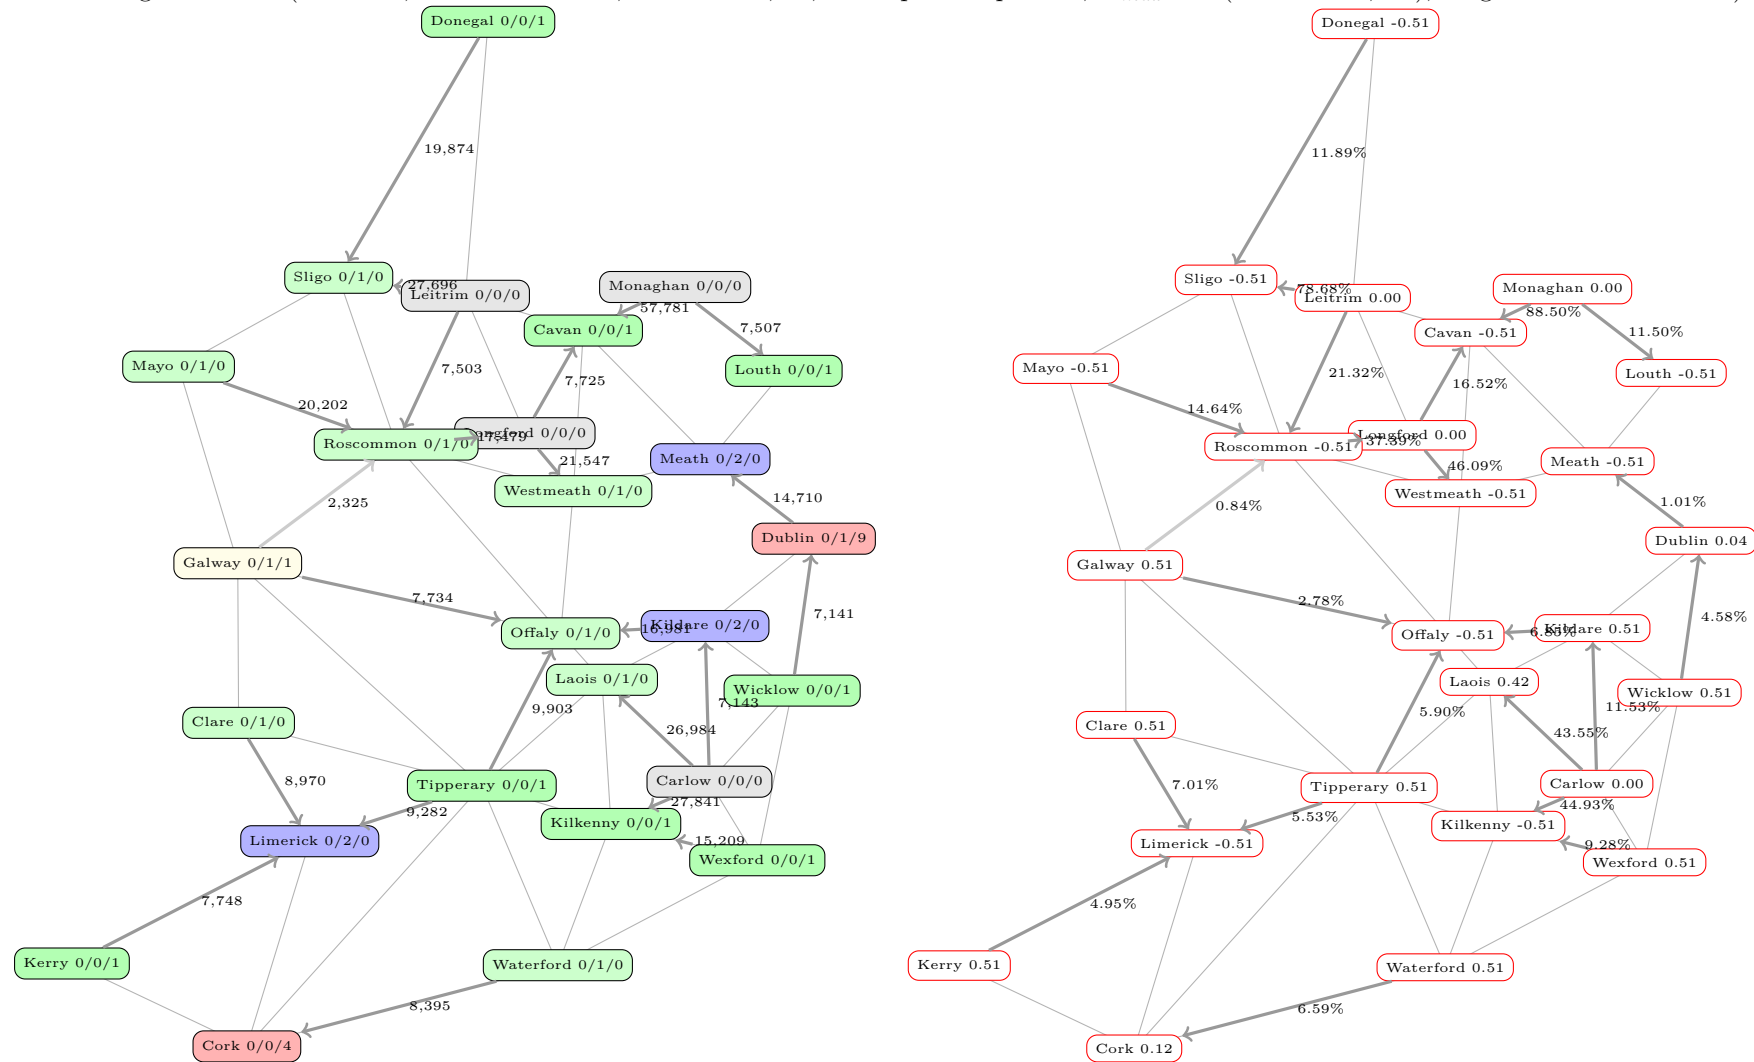 Donegal 0/0/1
19,874
Sligo 0/1/0
27,696
Leitrim 0/0/0
Monaghan 0/0/0
57,781
Cavan 0/0/1
7,507
Mayo 0/1/0
7,503
7,725
Louth 0/0/1
20,202
Roscommon 0/1/0
17,479
Longford 0/0/0
21,547
Meath 0/2/0
Westmeath 0/1/0
2,325
14,710
Dublin 0/1/9
Galway 0/1/1
7,734
7,141
Offaly 0/1/0
16,981
Kildare 0/2/0
Laois 0/1/0
Wicklow 0/0/1
7,143
9,903
Clare 0/1/0
26,984
8,970
Tipperary 0/0/1
Carlow 0/0/0
9,282
27,841
Kilkenny 0/0/1
Limerick 0/2/0
15,209
Wexford 0/0/1
7,748
Kerry 0/0/1
Waterford 0/1/0
8,395
Cork 0/0/4
Donegal -0.51
11.89%
Sligo -0.51
78.68%
Leitrim 0.00
Monaghan 0.00
88.50%
Cavan -0.51
11.50%
Mayo -0.51
21.32%
16.52%
Louth -0.51
14.64%
Roscommon -0.51
37.39%
Longford 0.00
46.09%
Meath -0.51
Westmeath -0.51
0.84%
1.01%
Dublin 0.04
Galway 0.51
2.78%
4.58%
Offaly -0.51
6.85%
Kildare 0.51
Laois 0.42
Wicklow 0.51
11.53%
5.90%
Clare 0.51
43.55%
7.01%
Tipperary 0.51
Carlow 0.00
5.53%
44.93%
Kilkenny -0.51
Limerick -0.51
9.28%
Wexford 0.51
4.95%
Kerry 0.51
Waterford 0.51
6.59%
Cork 0.12